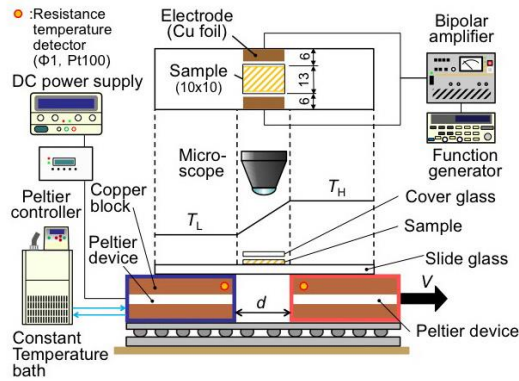 :Resistance
temperature
detector
(Φ1, Pt100)
DC power supply
Electrode
(Cu foil)
Sample
(10x10)
6
13
6
Bipolar
amplifier
Function
generator
Micro-
scope
Peltier
controller
Copper
block
Peltier
device
TL
TH
Cover glass
Sample
Slide glass
d
V
Peltier device
Constant
Temperature
bath